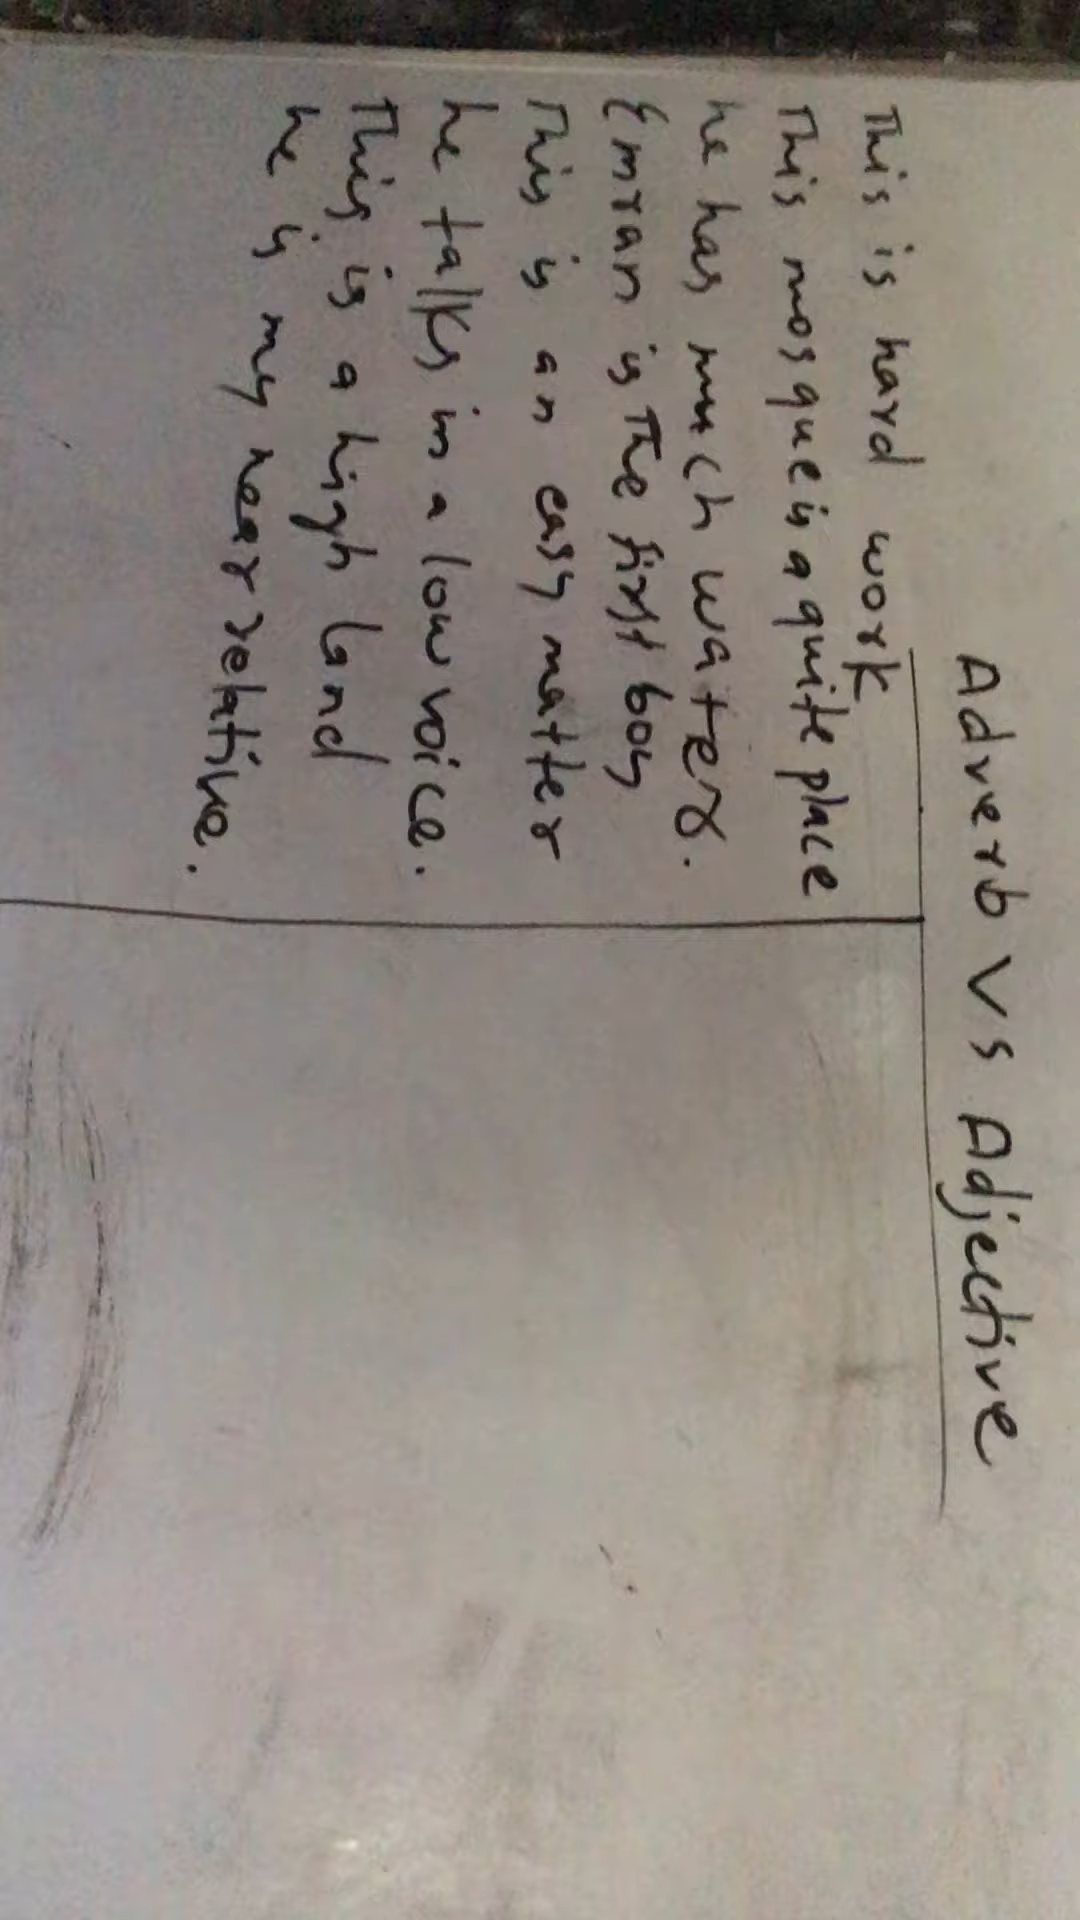 Adverb vs Adjective
This is hard work
This mosque is a quite place
he has much water.
Emran is The first boy
This is an easy matter
he talks in a low voice.
This is a high land
he is my near relative.